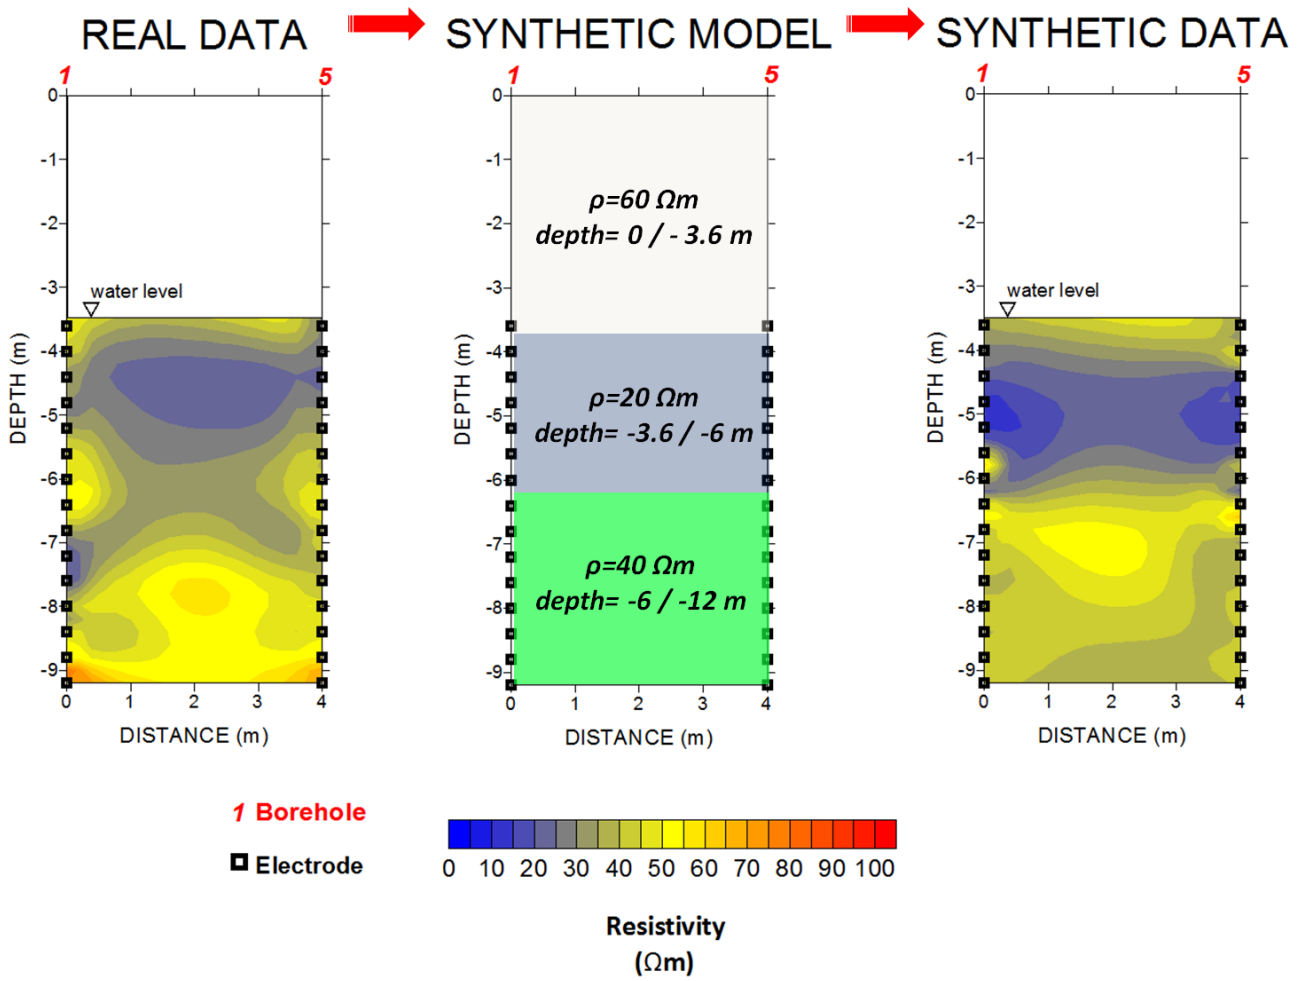 REAL DATA
SYNTHETIC MODEL
SYNTHETIC DATA
1 5
1 5
1 5
0
-1
-2
-3
-4
-5
-6
-7
-8
-9
DEPTH (m)
water level
0 1 2 3 4
DISTANCE (m)
0
-1
-2
-3
-4
-5
-6
-7
-8
-9
DEPTH (m)
ρ=60 Ωm
depth= 0 / - 3.6 m
ρ=20 Ωm
depth= -3.6 / -6 m
ρ=40 Ωm
depth= -6 / -12 m
0 1 2 3 4
DISTANCE (m)
0
-1
-2
-3
-4
-5
-6
-7
-8
-9
DEPTH (m)
water level
0 1 2 3 4
DISTANCE (m)
1 Borehole
Electrode
0 10 20 30 40 50 60 70 80 90 100
Resistivity
(Ωm)